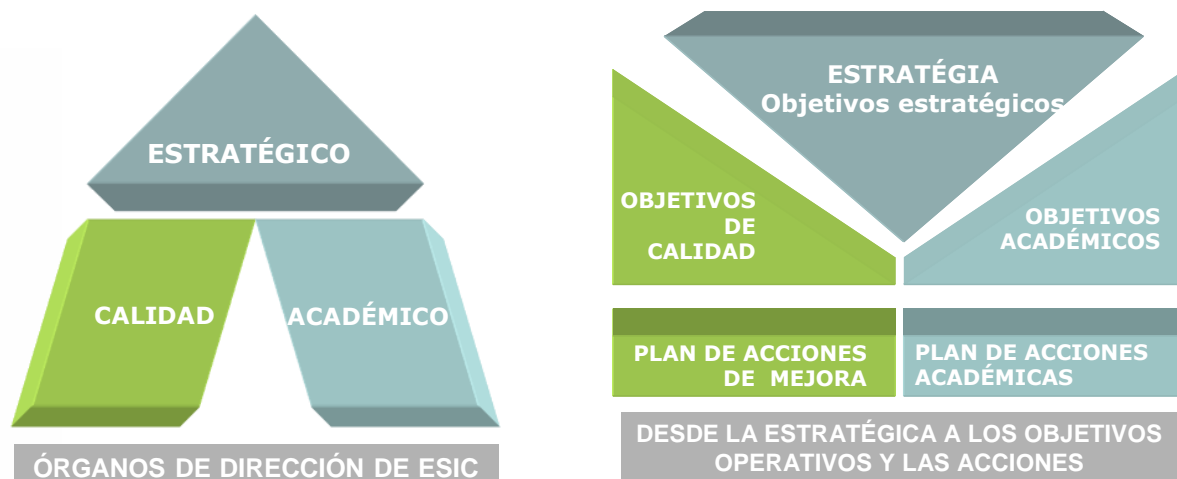 ESTRATÉGICO
CALIDAD
ACADÉMICO
ÓRGANOS DE DIRECCIÓN DE ESIC
ESTRATÉGIA
Objetivos estratégicos
OBJETIVOS
DE
CALIDAD
OBJETIVOS
ACADÉMICOS
PLAN DE ACCIONES
DE MEJORA
PLAN DE ACCIONES
ACADÉMICAS
DESDE LA ESTRATÉGICA A LOS OBJETIVOS
OPERATIVOS Y LAS ACCIONES